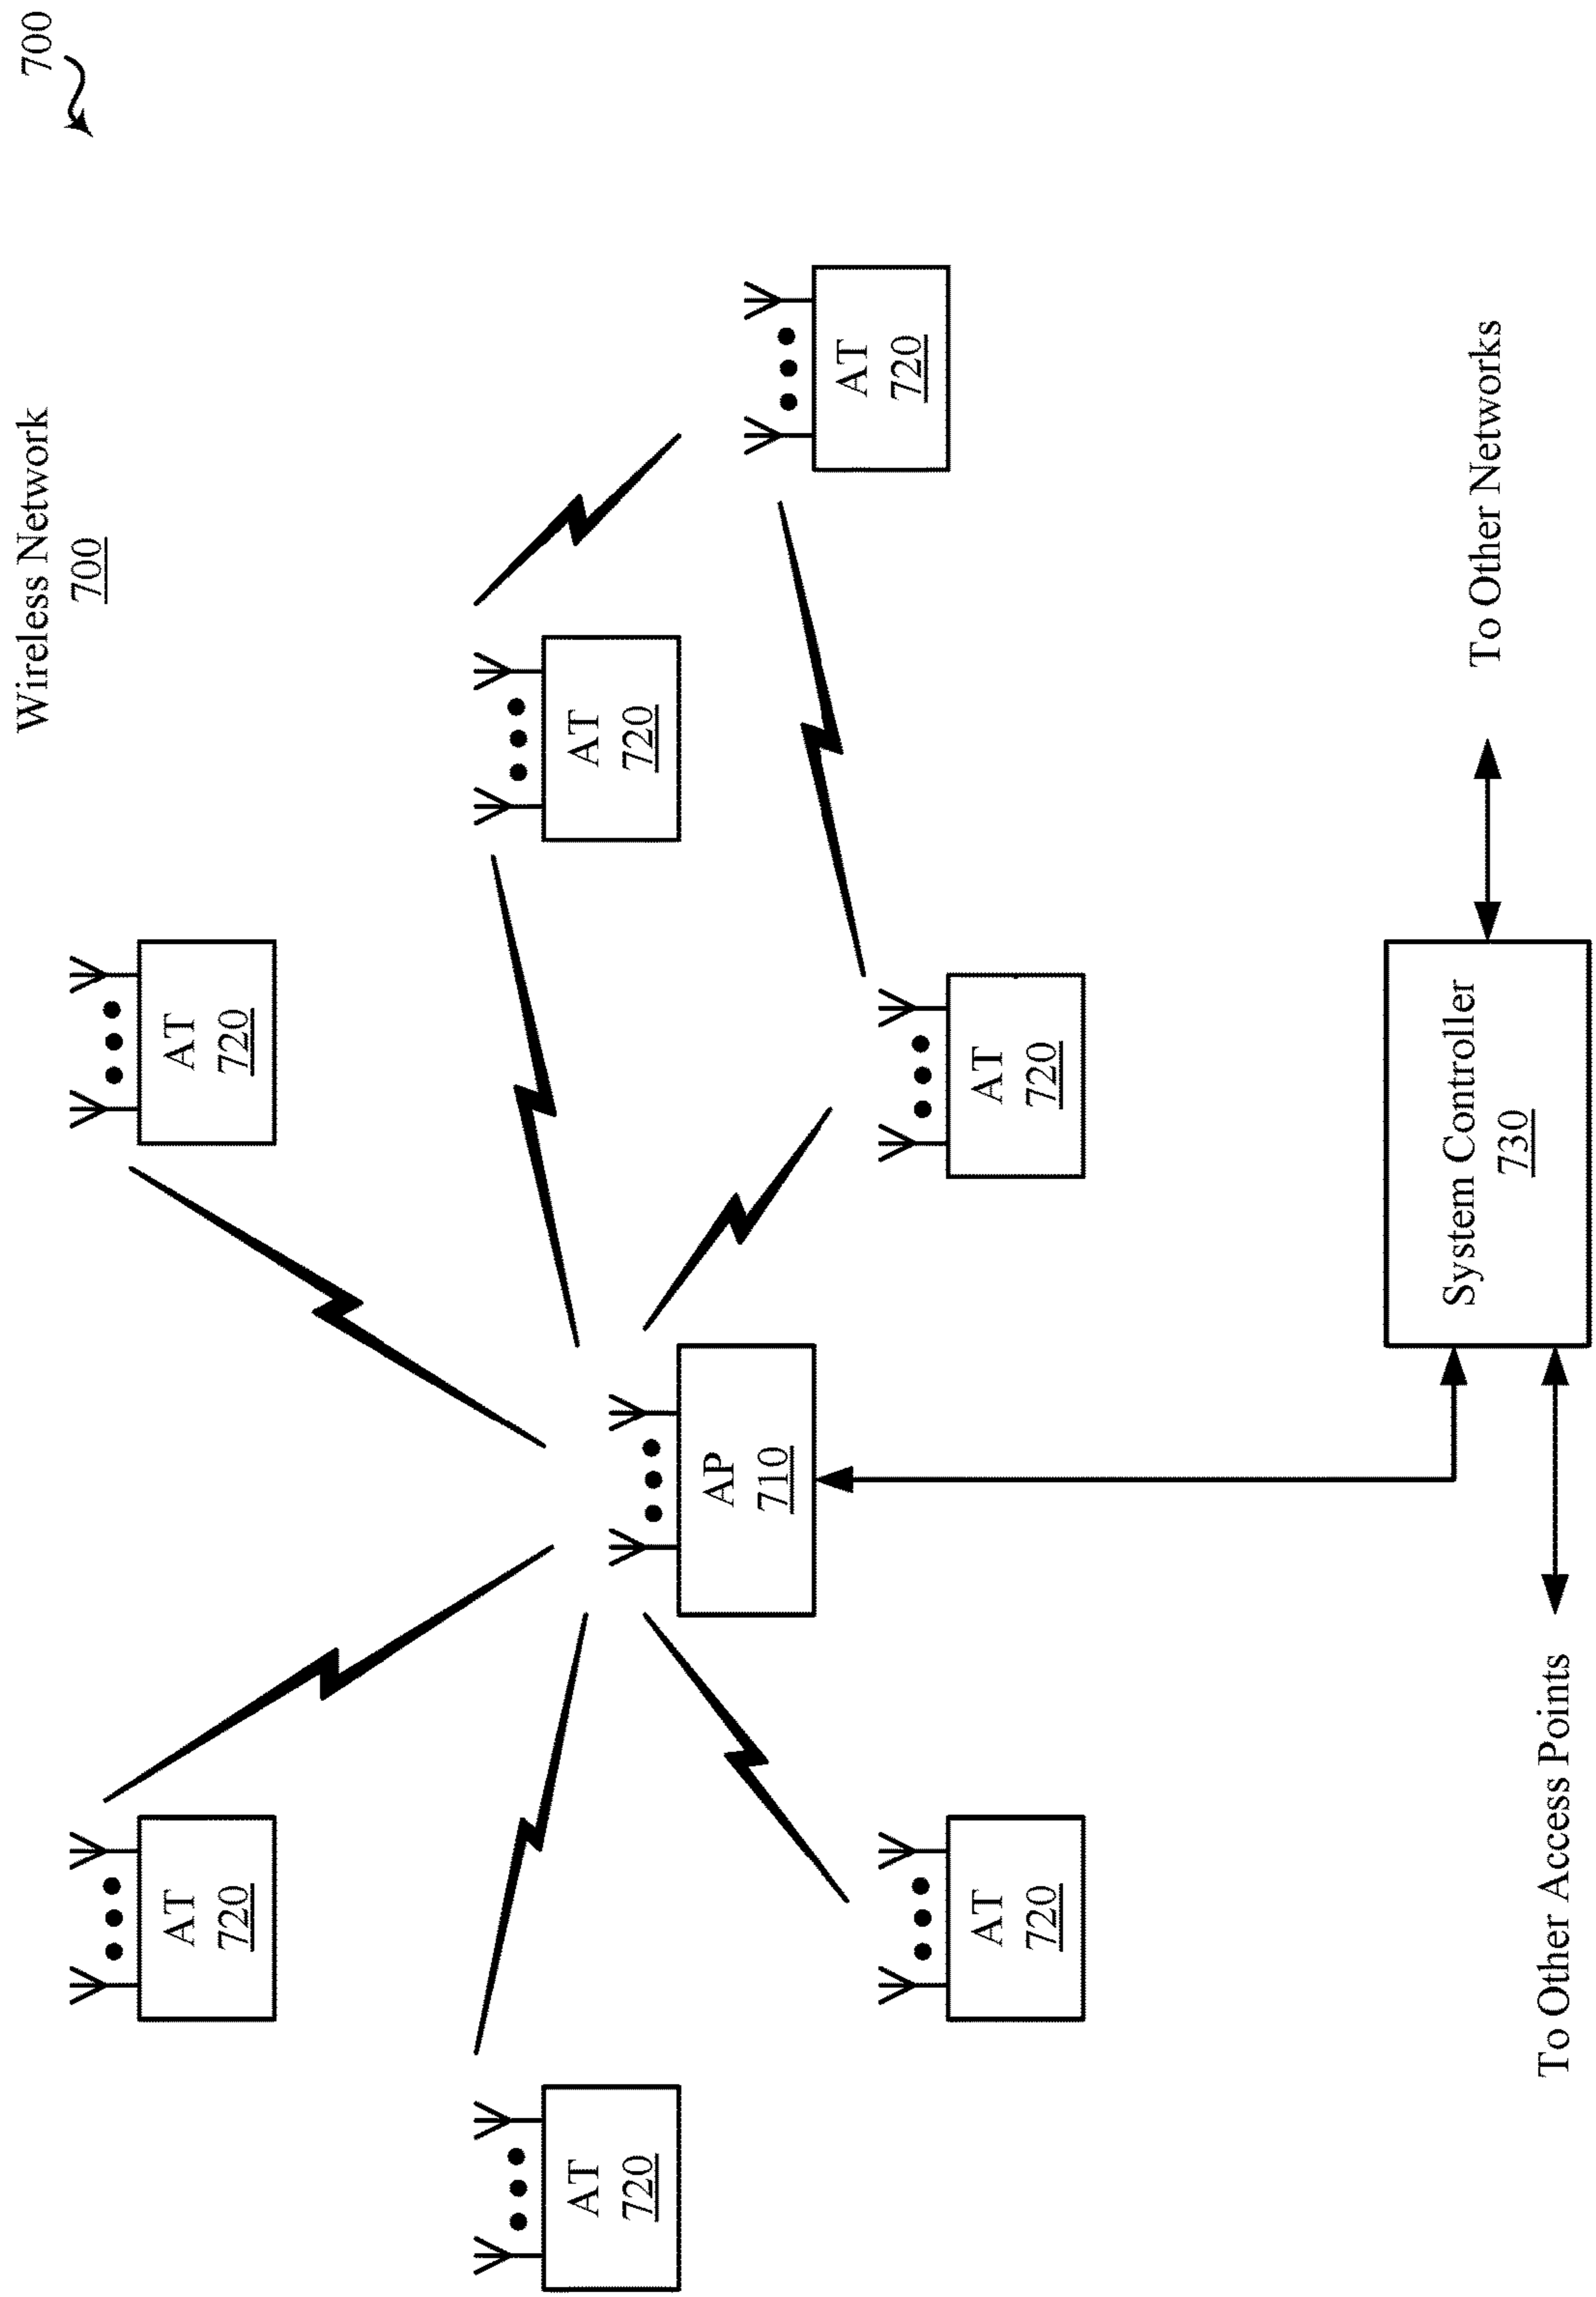 700
Wireless Network
700
AT
720
AT
720
AT
720
AT
720
AP
710
AT
720
AT
720
AT
720
System Controller
730
To Other Networks
To Other Access Points